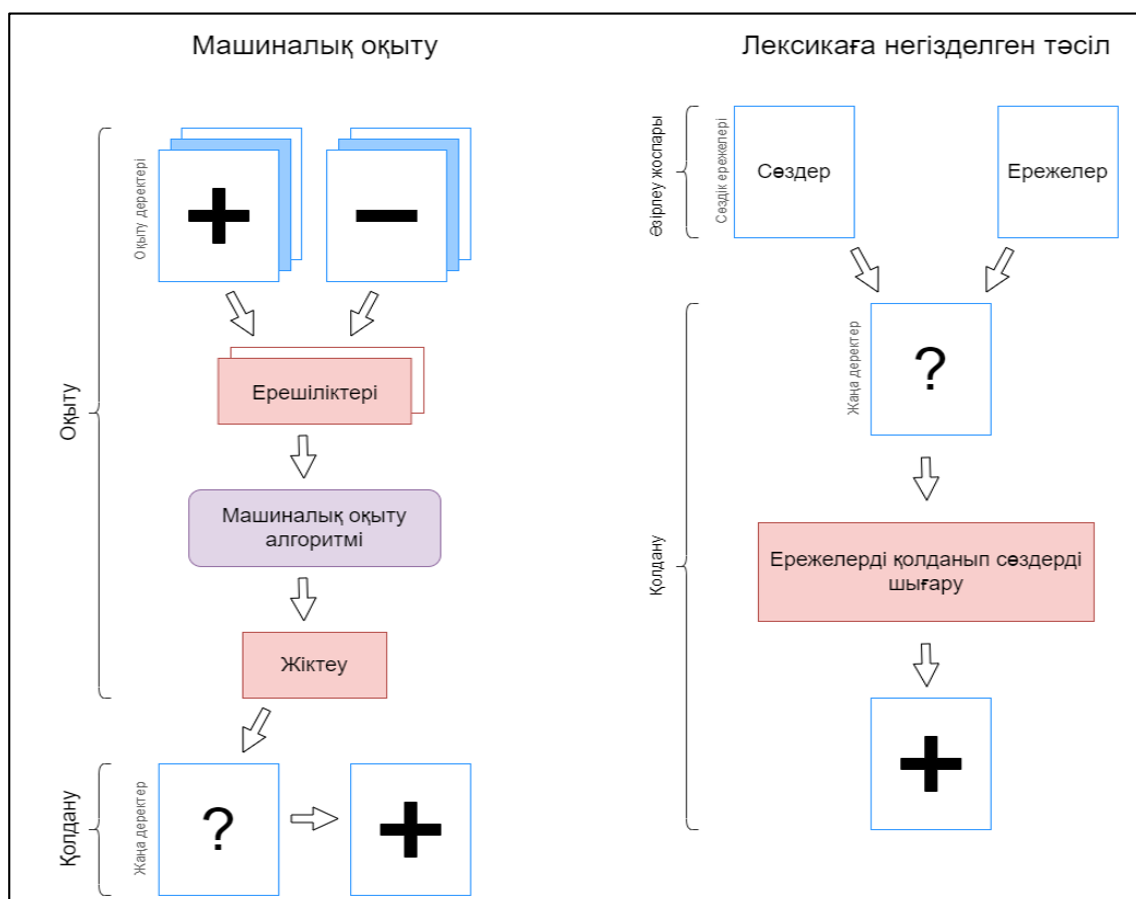 Машиналық оқыту
Оқыту
Оқыту деректері
+
−
Ерешіліктері
Машиналық оқыту
алгоритмі
Жіктеу
Қолдану
Жаңа деректер
?
+
Лексикаға негізделген тәсіл
Әзірлеу жоспары
Сөздік ережелері
Сөздер
Ережелер
Қолдану
Жаңа деректер
?
Ережелерді қолданып сөздерді
шығару
+